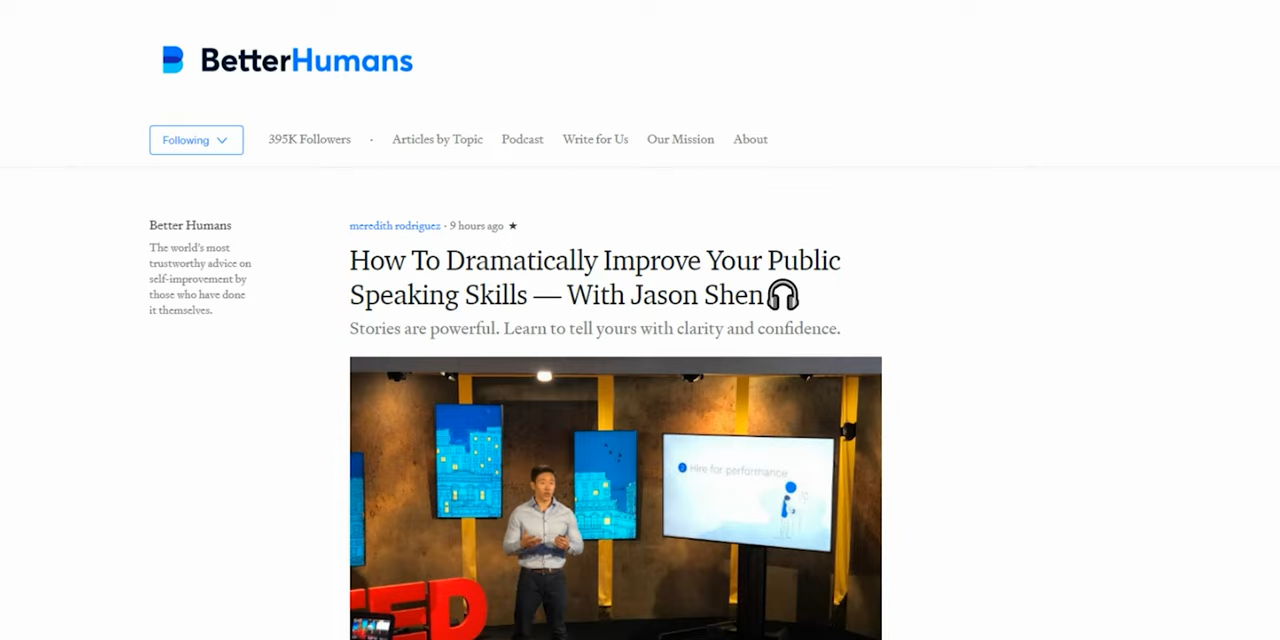 BetterHumans
Following
395K Followers · Articles by Topic Podcast Write for Us Our Mission About
Better Humans
The world's most
trustworthy advice on
self-improvement by
those who have done
it themselves.
meredith rodriguez · 9 hours ago ★
How To Dramatically Improve Your Public
Speaking Skills — With Jason Shen🎧
Stories are powerful. Learn to tell yours with clarity and confidence.
2 Hire for performance
ED